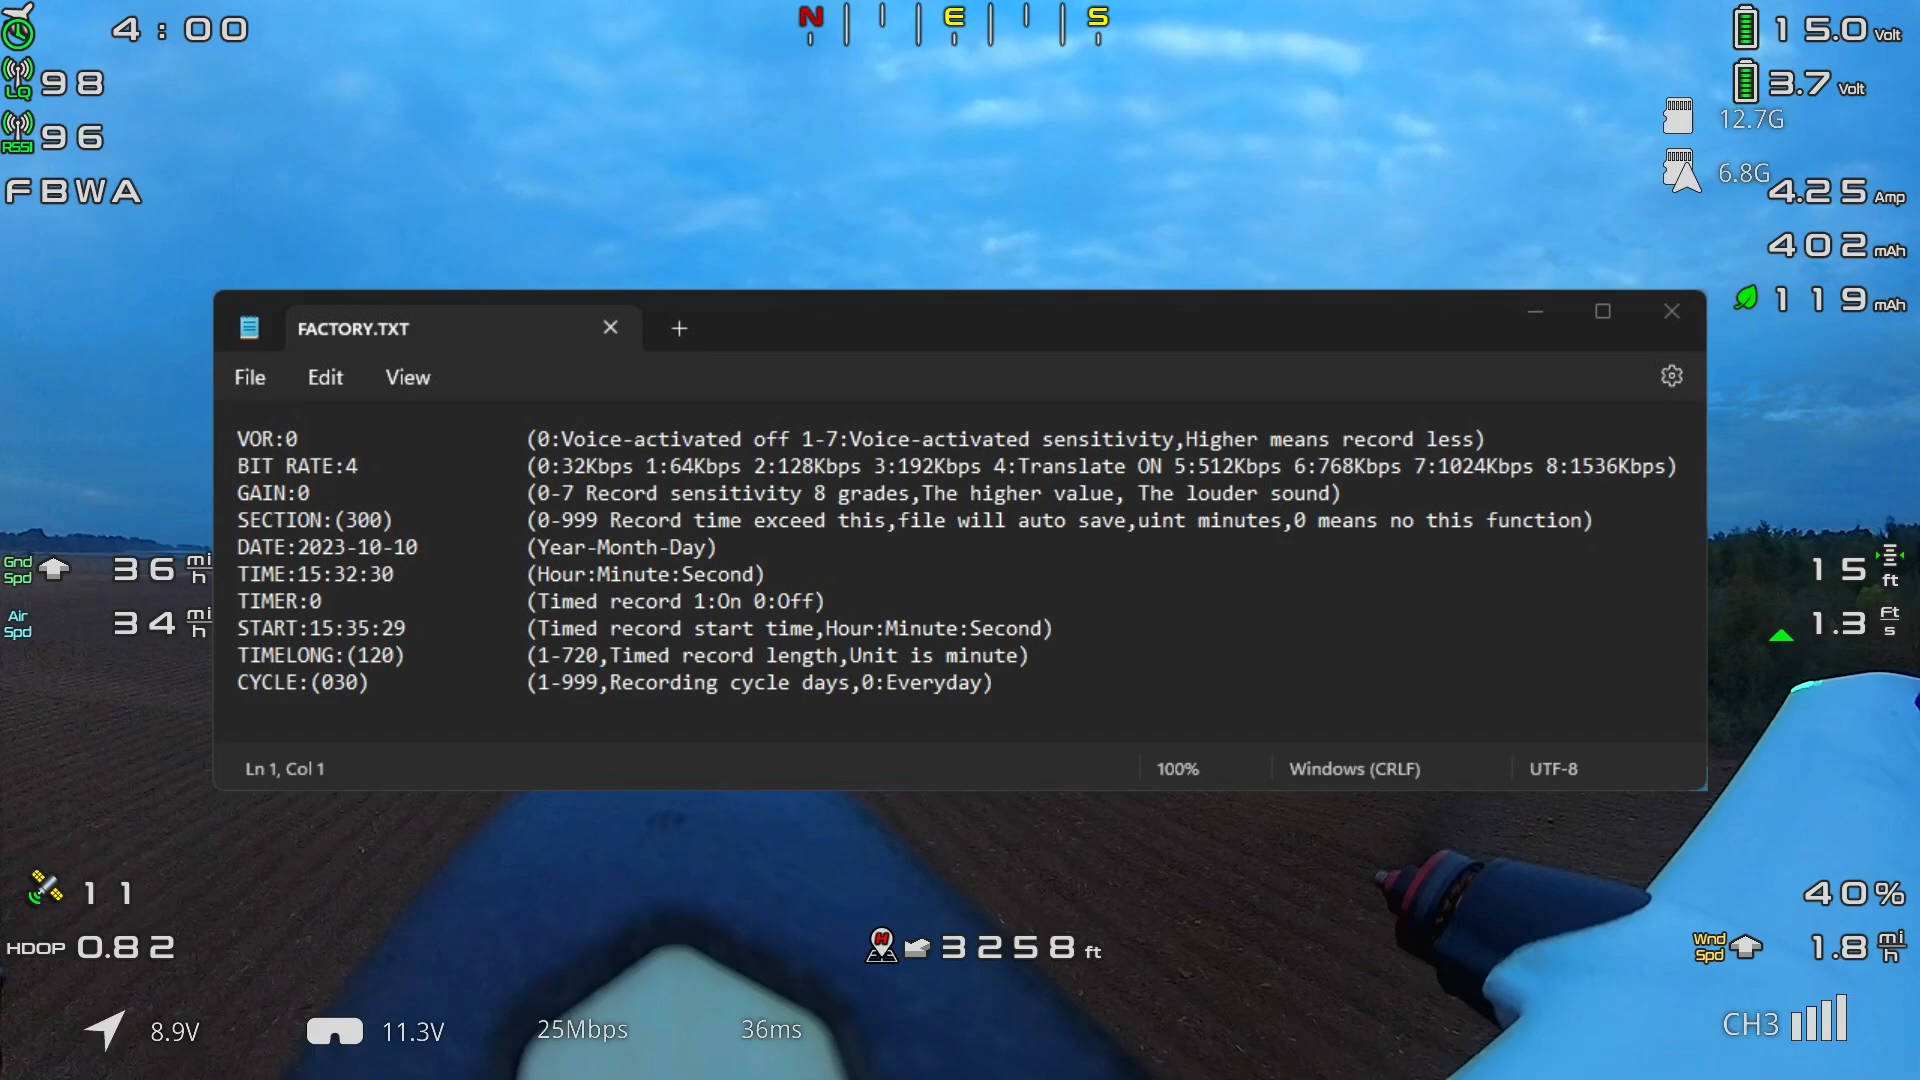 4:00
N E S
15.0 Volt
LQ 98
3.7 Volt
12.7G
RSSI 96
6.8G
FBWA
4.25 Amp
402 mAh
119 mAh
FACTORY.TXT
File Edit View
VOR:0 (0:Voice-activated off 1-7:Voice-activated sensitivity,Higher means record less)
BIT RATE:4 (0:32Kbps 1:64Kbps 2:128Kbps 3:192Kbps 4:Translate ON 5:512Kbps 6:768Kbps 7:1024Kbps 8:1536Kbps)
GAIN:0 (0-7 Record sensitivity 8 grades,The higher value, The louder sound)
SECTION:(300) (0-999 Record time exceed this,file will auto save,uint minutes,0 means no this function)
DATE:2023-10-10 (Year-Month-Day)
TIME:15:32:30 (Hour:Minute:Second)
TIMER:0 (Timed record 1:On 0:Off)
START:15:35:29 (Timed record start time,Hour:Minute:Second)
TIMELONG:(120) (1-720,Timed record length,Unit is minute)
CYCLE:(030) (1-999,Recording cycle days,0:Everyday)
Gnd Spd 36 mi/h
15 ft
Air Spd 34 mi/h
1.3 Ft/s
Ln 1, Col 1 100% Windows (CRLF) UTF-8
11
40%
HDOP 0.82
H 3258 ft
Wnd Spd 1.8 mi/h
8.9V 11.3V 25Mbps 36ms CH3